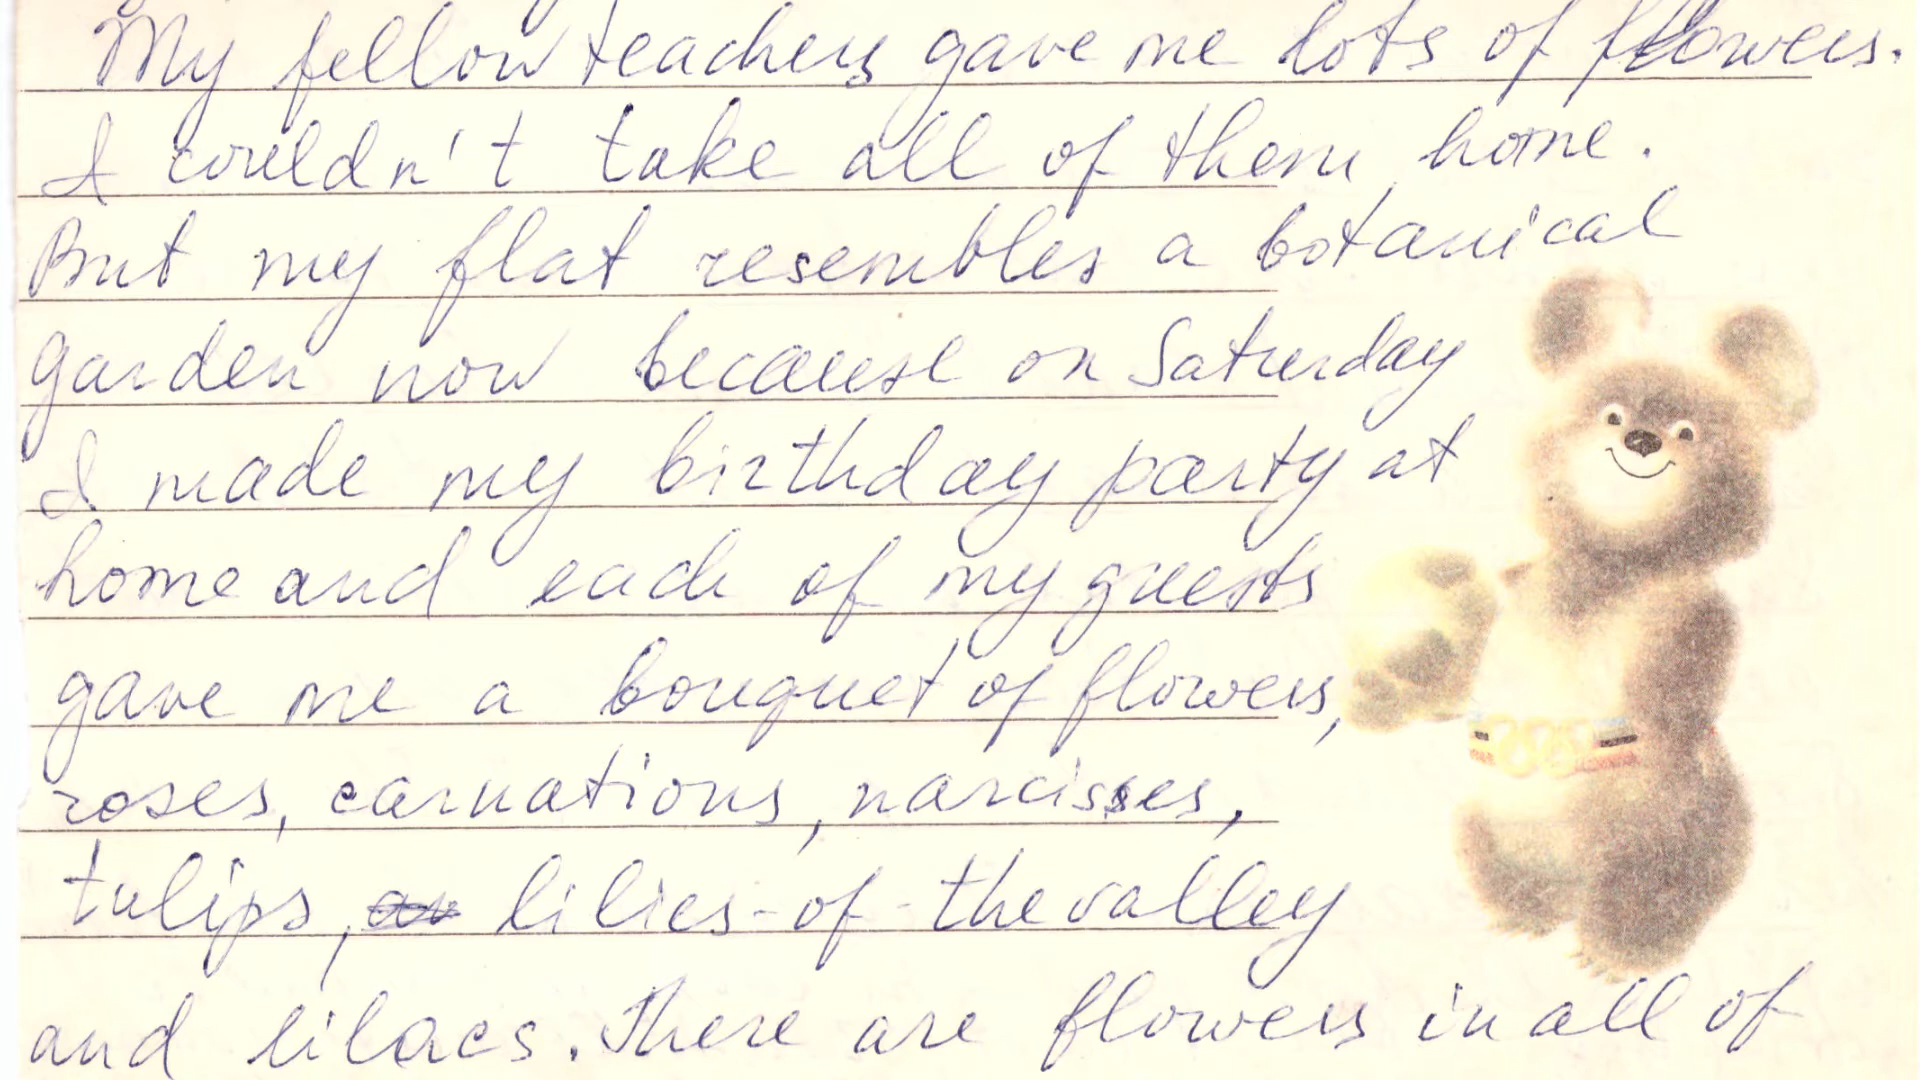 My fellow teachers gave me lots of flowers.
I couldn't take all of them home.
But my flat resembles a botanical
garden now because on Saturday
I made my birthday party at
home and each of my guests
gave me a bouquet of flowers,
roses, carnations, narcisses,
tulips, lilies-of-the valley
and lilacs. There are flowers in all of